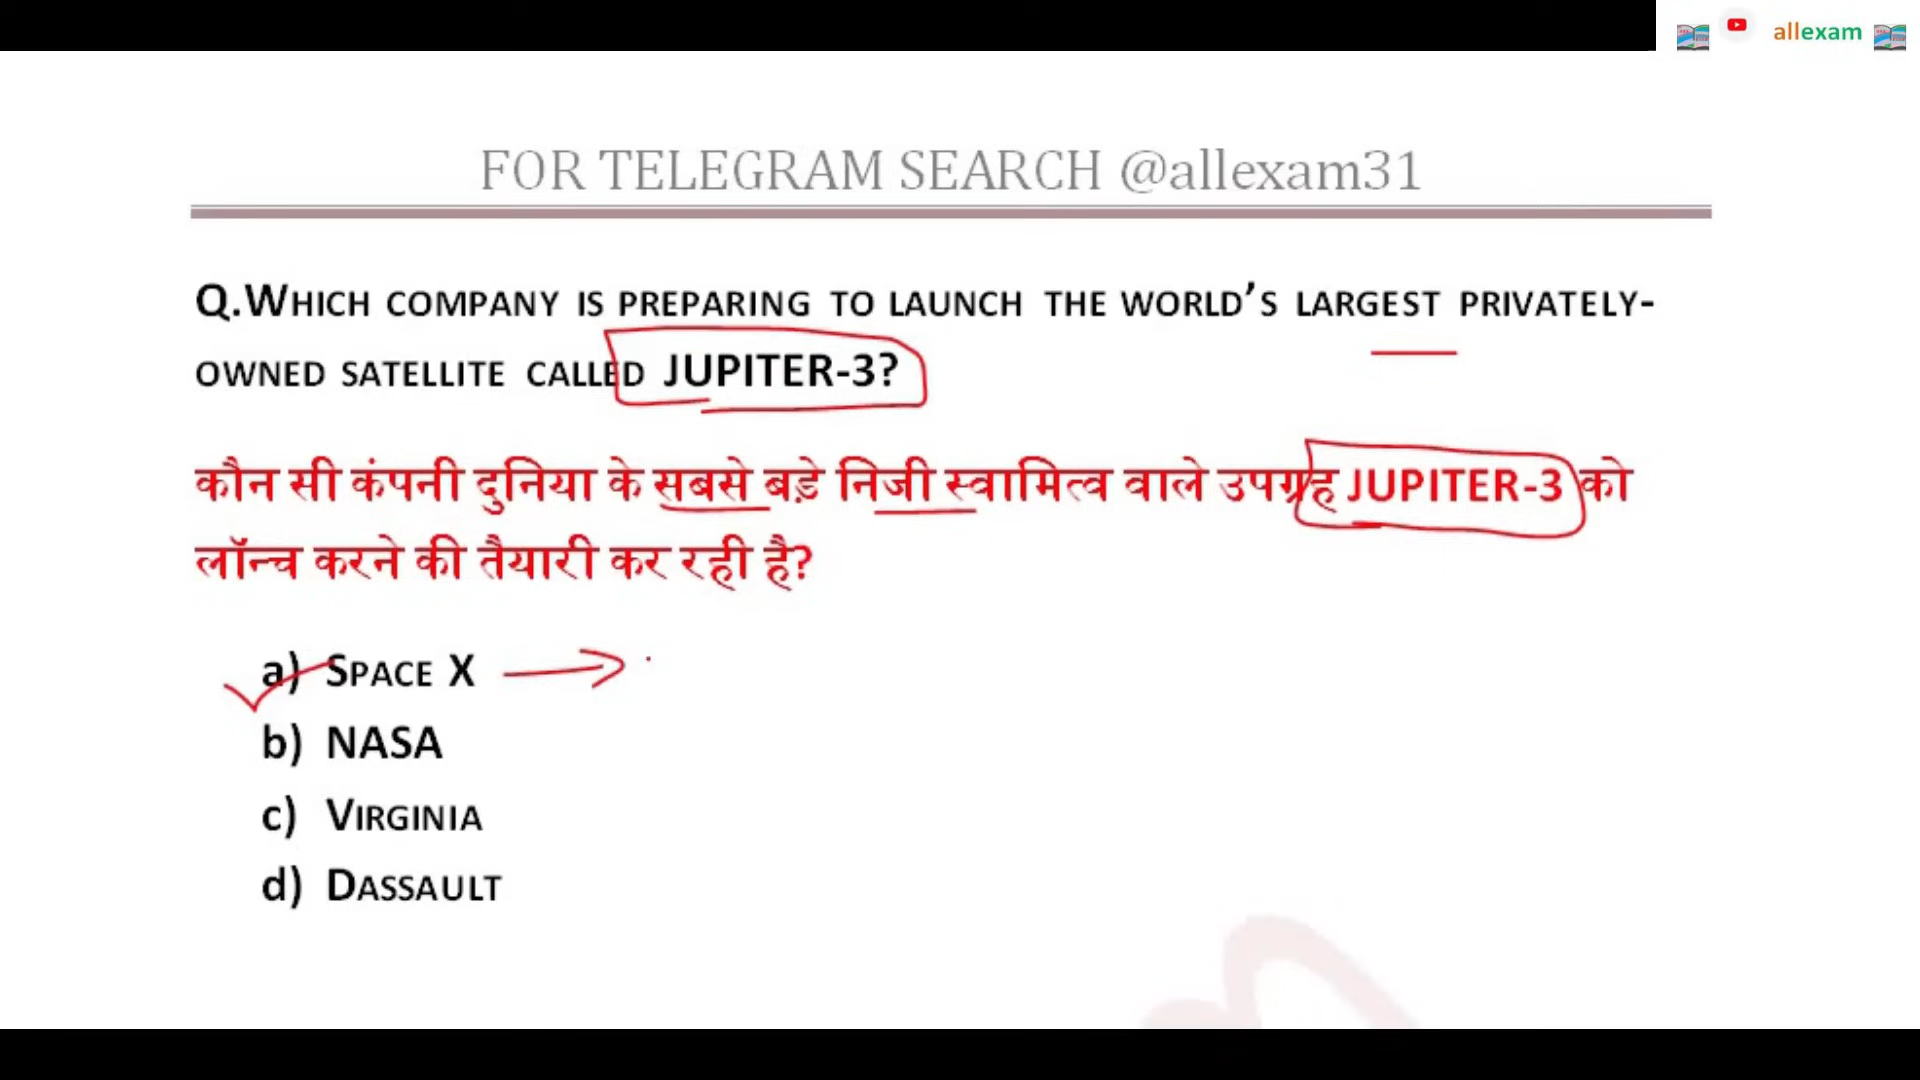 allexam
FOR TELEGRAM SEARCH @allexam31
Q.WHICH COMPANY IS PREPARING TO LAUNCH THE WORLD'S LARGEST PRIVATELY-
OWNED SATELLITE CALLED JUPITER-3?
कौन सी कंपनी दुनिया के सबसे बड़े निजी स्वामित्व वाले उपग्रह JUPITER-3 को
लॉन्च करने की तैयारी कर रही है?
a) SPACE X
b) NASA
c) VIRGINIA
d) DASSAULT